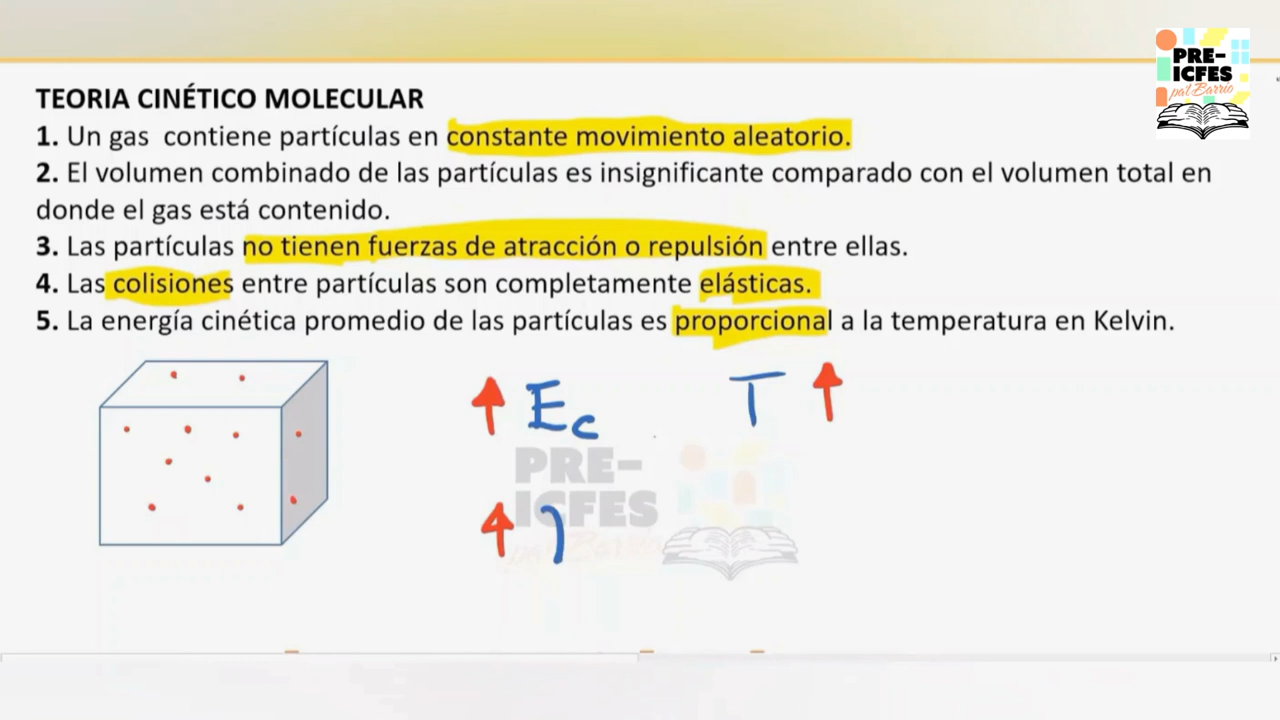 PRE-
ICFES
pal Barrio
TEORIA CINÉTICO MOLECULAR
1. Un gas contiene partículas en constante movimiento aleatorio.
2. El volumen combinado de las partículas es insignificante comparado con el volumen total en
donde el gas está contenido.
3. Las partículas no tienen fuerzas de atracción o repulsión entre ellas.
4. Las colisiones entre partículas son completamente elásticas.
5. La energía cinética promedio de las partículas es proporcional a la temperatura en Kelvin.
↑ Ec T ↑
PRE-
ICFES
↑